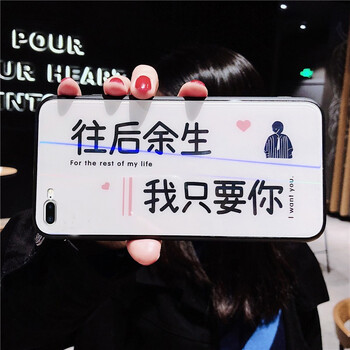 POUR
UR HEAR
INTO
往后余生
For the rest of my life
我只要你
I want you.